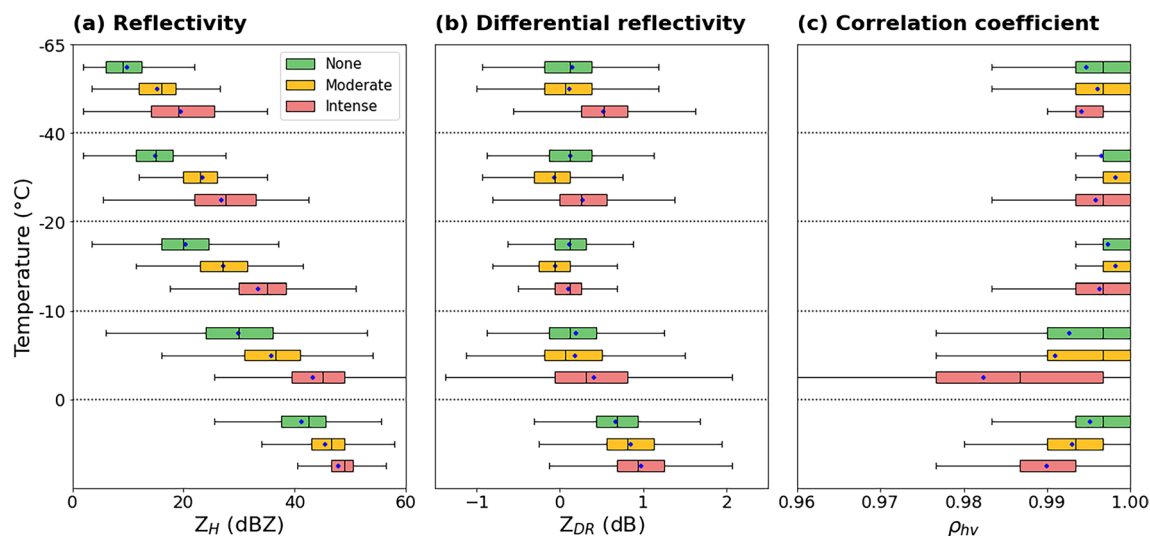 (a) Reflectivity
(b) Differential reflectivity
(c) Correlation coefficient
None
Moderate
Intense
Temperature (°C)
-65
-40
-20
-10
0
0 20 40 60
Z_H (dBZ)
−1 0 1 2
Z_DR (dB)
0.96 0.97 0.98 0.99 1.00
ρ_hv